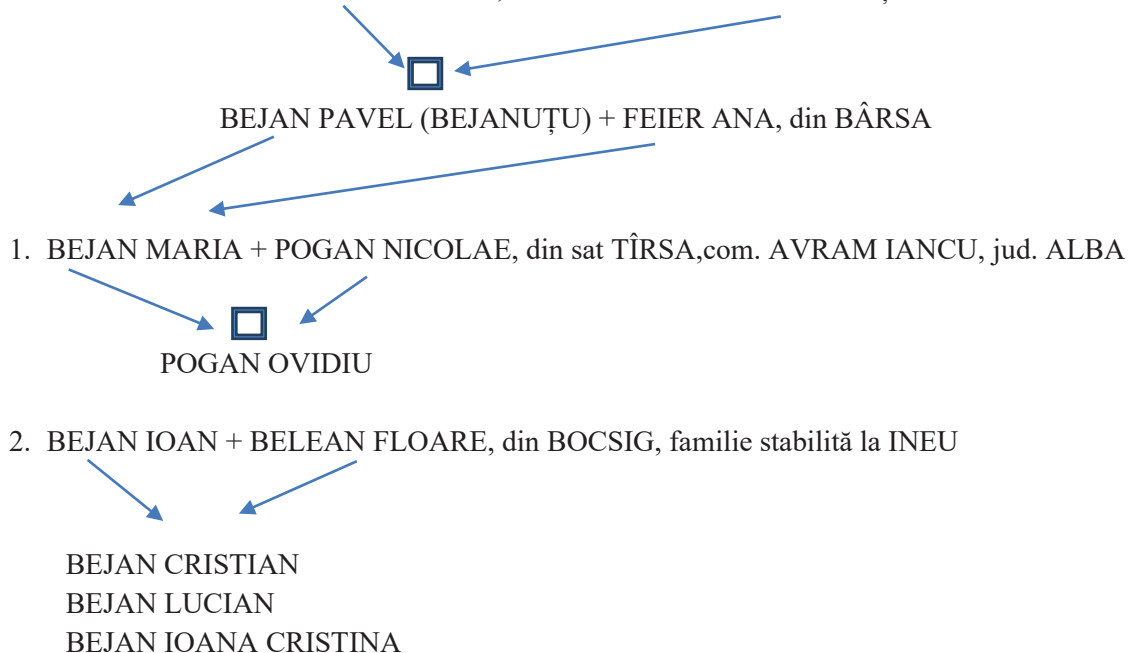 BEJAN PAVEL (BEJANUȚU) + FEIER ANA, din BÂRSA
1. BEJAN MARIA + POGAN NICOLAE, din sat TÎRSA,com. AVRAM IANCU, jud. ALBA
POGAN OVIDIU
2. BEJAN IOAN + BELEAN FLOARE, din BOCSIG, familie stabilită la INEU
BEJAN CRISTIAN
BEJAN LUCIAN
BEJAN IOANA CRISTINA